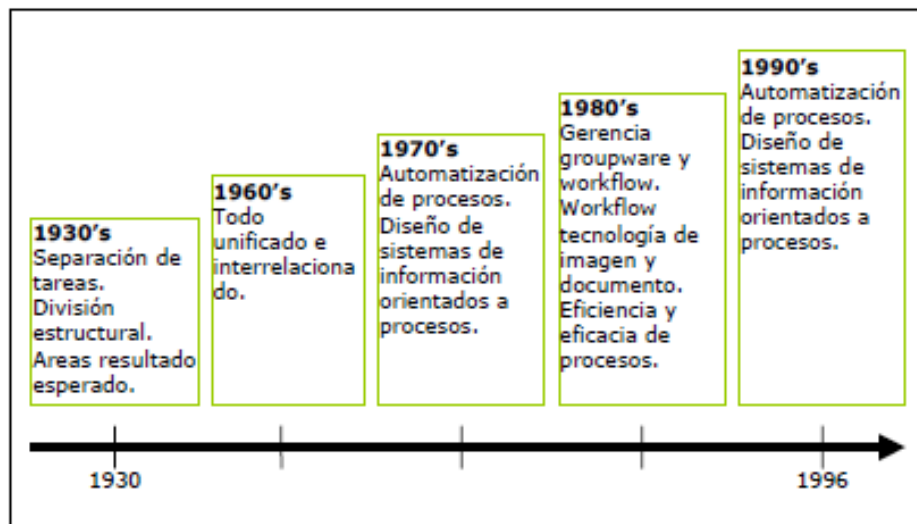 1930's
Separación de
tareas.
División
estructural.
Areas resultado
esperado.
1960's
Todo
unificado e
interrelaciona
do.
1970's
Automatización
de procesos.
Diseño de
sistemas de
información
orientados a
procesos.
1980's
Gerencia
groupware y
workflow.
Workflow
tecnología de
imagen y
documento.
Eficiencia y
eficacia de
procesos.
1990's
Automatización
de procesos.
Diseño de
sistemas de
información
orientados a
procesos.
1930
1996